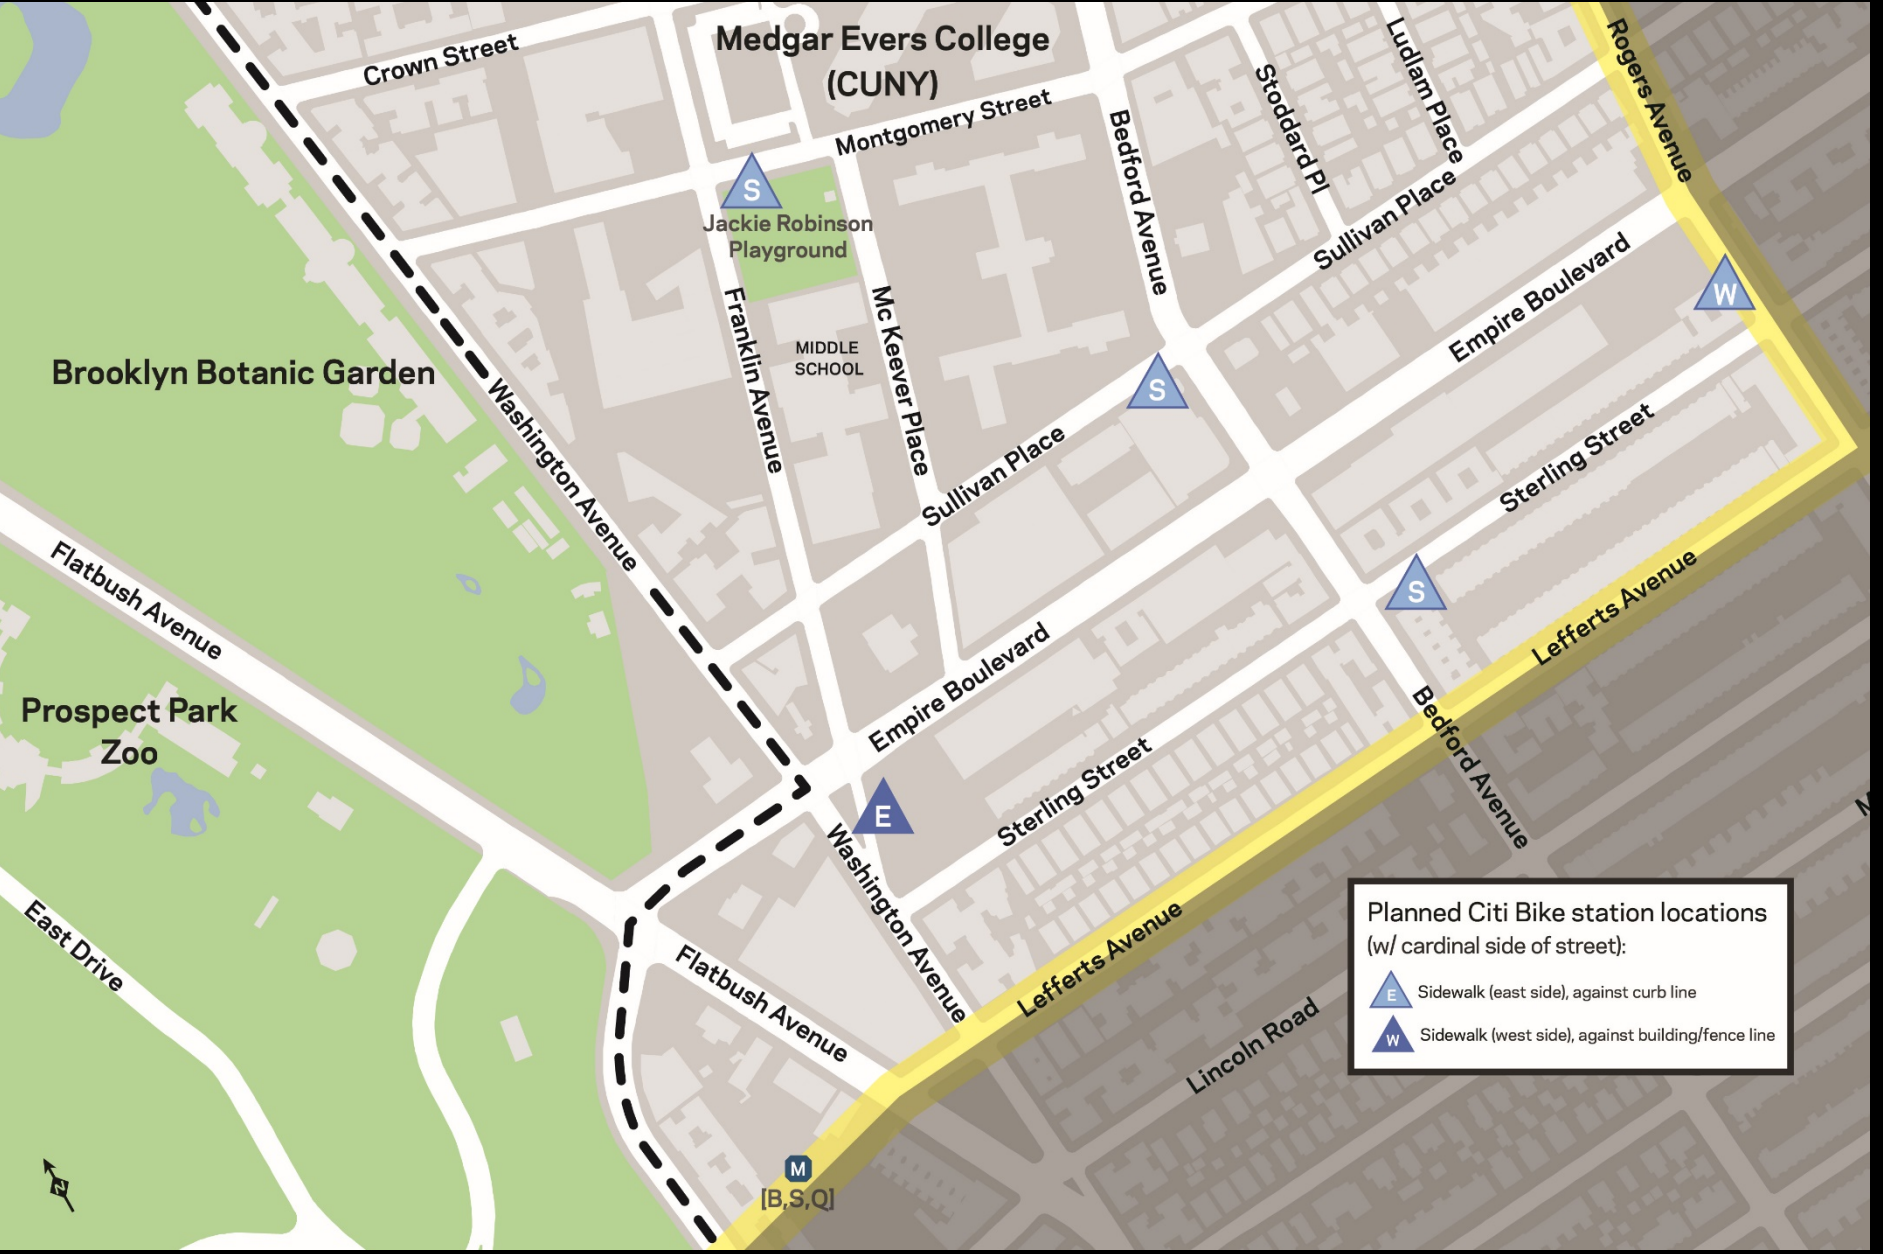 Crown Street
Medgar Evers College
(CUNY)
Montgomery Street
Bedford Avenue
Stoddard Pl
Ludlam Place
Rogers Avenue
Sullivan Place
Empire Boulevard
S
Jackie Robinson
Playground
W
Franklin Avenue
Mc Keever Place
MIDDLE
SCHOOL
Brooklyn Botanic Garden
Washington Avenue
S
Sullivan Place
Sterling Street
Flatbush Avenue
S
Lefferts Avenue
Prospect Park
Zoo
Empire Boulevard
Bedford Avenue
E
Sterling Street
Washington Avenue
East Drive
Flatbush Avenue
Lefferts Avenue
Lincoln Road
Planned Citi Bike station locations
(w/ cardinal side of street):
E Sidewalk (east side), against curb line
W Sidewalk (west side), against building/fence line
M
[B,S,Q]
N